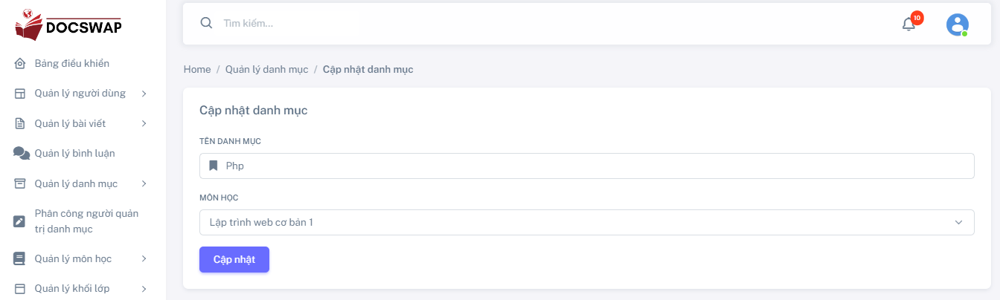 DOCSWAP
Tìm kiếm...
10
Bảng điều khiển
Quản lý người dùng
Quản lý bài viết
Quản lý bình luận
Quản lý danh mục
Phân công người quản
trị danh mục
Quản lý môn học
Quản lý khối lớp
Home / Quản lý danh mục / Cập nhật danh mục
Cập nhật danh mục
TÊN DANH MỤC
Php
MÔN HỌC
Lập trình web cơ bản 1
Cập nhật